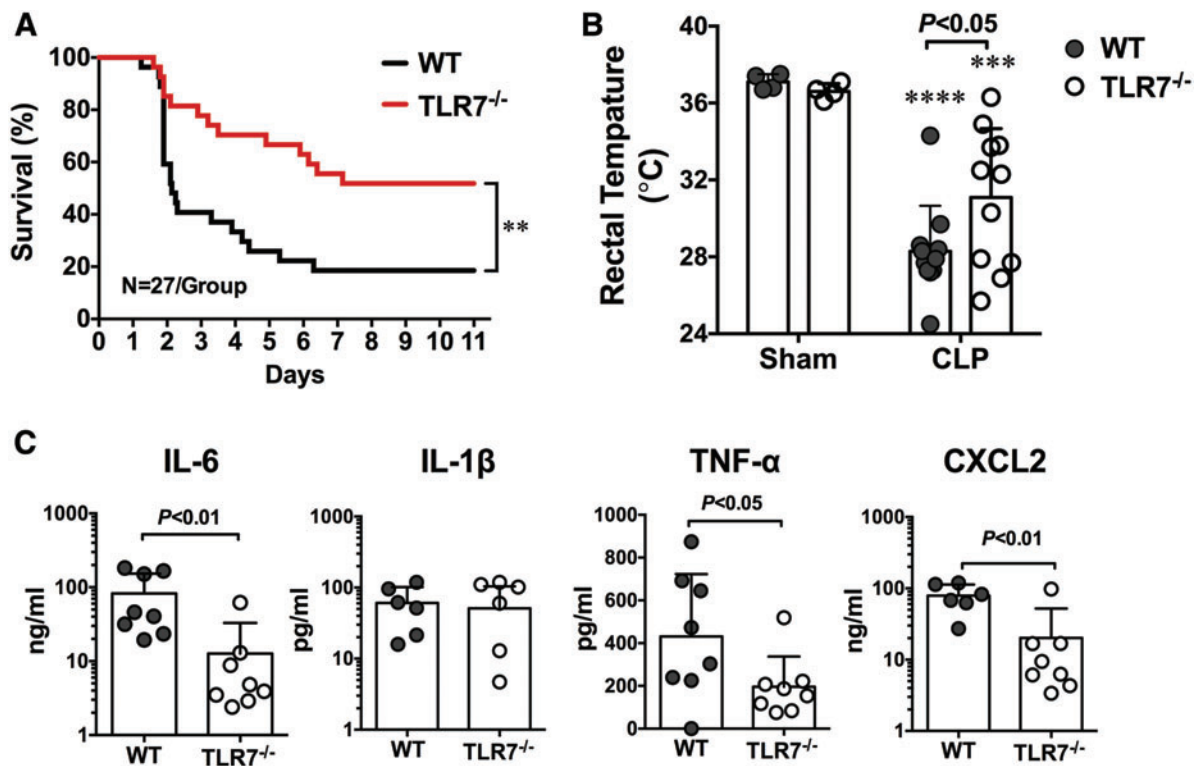 A
Survival (%)
100
80
60
40
20
0
WT
TLR7-/-
**
N=27/Group
0 1 2 3 4 5 6 7 8 9 10 11
Days
B
Rectal Tempature
(°C)
40
36
32
28
24
P<0.05
****
***
WT
TLR7-/-
Sham CLP
C
IL-6
ng/ml
1000
100
10
1
P<0.01
WT TLR7-/-
IL-1β
pg/ml
1000
100
10
1
WT TLR7-/-
TNF-α
pg/ml
1000
800
600
400
200
0
P<0.05
WT TLR7-/-
CXCL2
ng/ml
1000
100
10
1
P<0.01
WT TLR7-/-